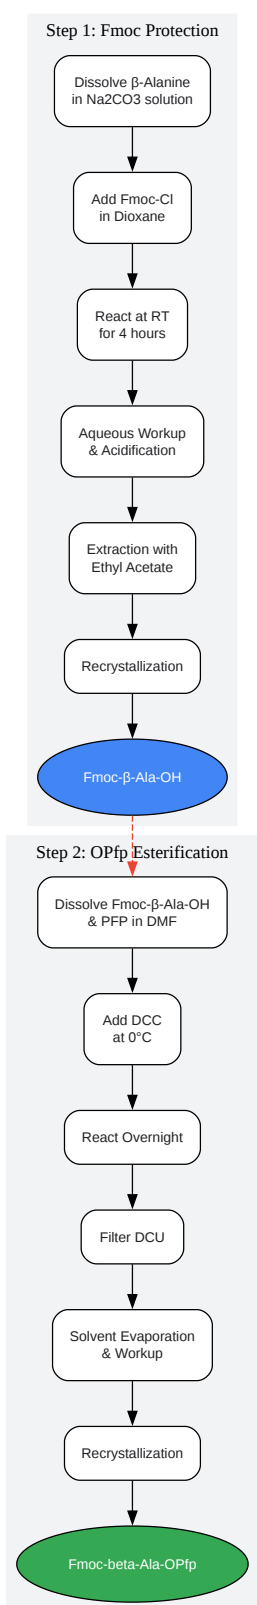 Step 1: Fmoc Protection
Dissolve β-Alanine
in Na2CO3 solution
Add Fmoc-Cl
in Dioxane
React at RT
for 4 hours
Aqueous Workup
& Acidification
Extraction with
Ethyl Acetate
Recrystallization
Fmoc-β-Ala-OH
Step 2: OPfp Esterification
Dissolve Fmoc-β-Ala-OH
& PFP in DMF
Add DCC
at 0°C
React Overnight
Filter DCU
Solvent Evaporation
& Workup
Recrystallization
Fmoc-beta-Ala-OPfp